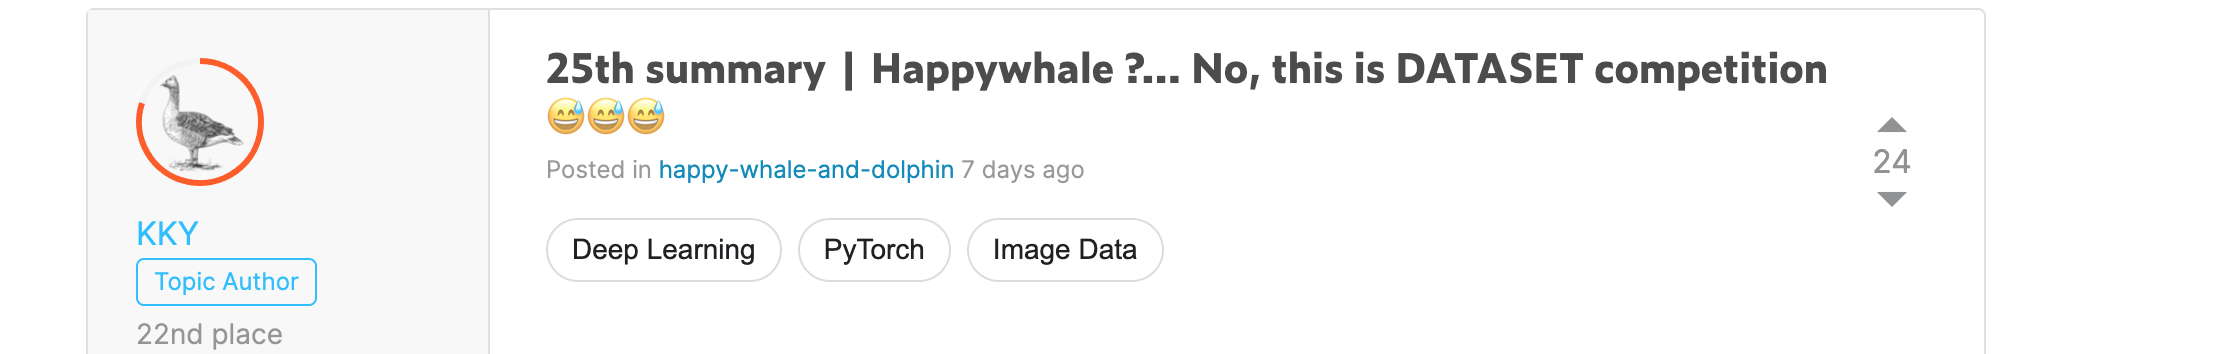 25th summary | Happywhale ?... No, this is DATASET competition
😅😅😅
Posted in happy-whale-and-dolphin 7 days ago
24
KKY
Deep Learning PyTorch Image Data
Topic Author
22nd place